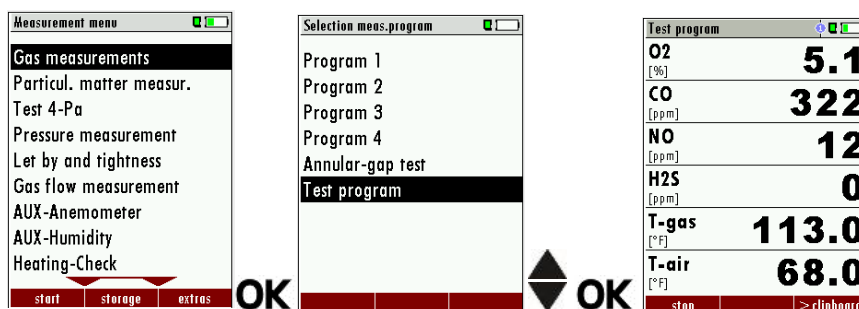 Measurement menu
Gas measurements
Particul. matter measur.
Test 4-Pa
Pressure measurement
Let by and tightness
Gas flow measurement
AUX-Anemometer
AUX-Humidity
Heating-Check
start storage extras
OK
Selection meas.program
Program 1
Program 2
Program 3
Program 4
Annular-gap test
Test program
OK
Test program
O2 5.1
[%]
CO 322
[ppm]
NO 12
[ppm]
H2S 0
[ppm]
T-gas 113.0
[°F]
T-air 68.0
[°F]
stop >clipboar